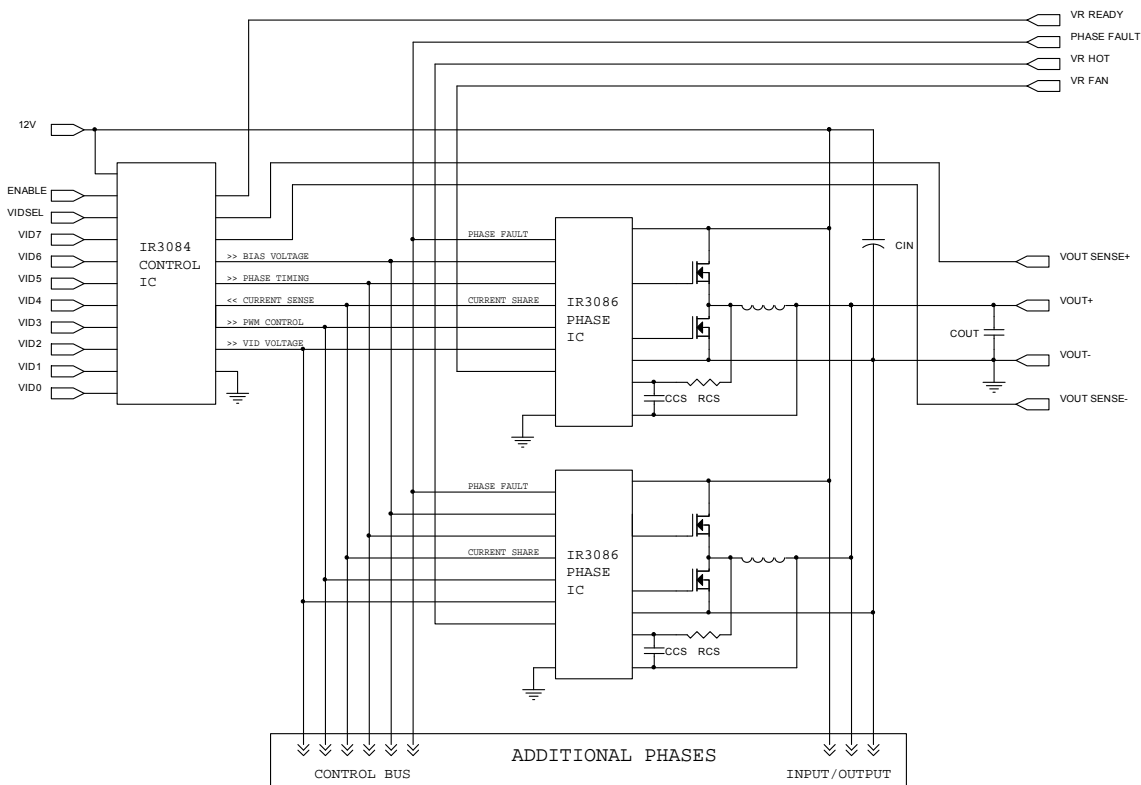 VR READY
PHASE FAULT
VR HOT
VR FAN
12V
ENABLE
VIDSEL
VID7
VID6
VID5
VID4
VID3
VID2
VID1
VID0
IR3084
CONTROL
IC
>> BIAS VOLTAGE
>> PHASE TIMING
<< CURRENT SENSE
>> PWM CONTROL
>> VID VOLTAGE
PHASE FAULT
CURRENT SHARE
IR3086
PHASE
IC
CCS
RCS
CIN
COUT
VOUT SENSE+
VOUT+
VOUT-
VOUT SENSE-
PHASE FAULT
CURRENT SHARE
IR3086
PHASE
IC
CCS
RCS
ADDITIONAL PHASES
CONTROL BUS
INPUT/OUTPUT